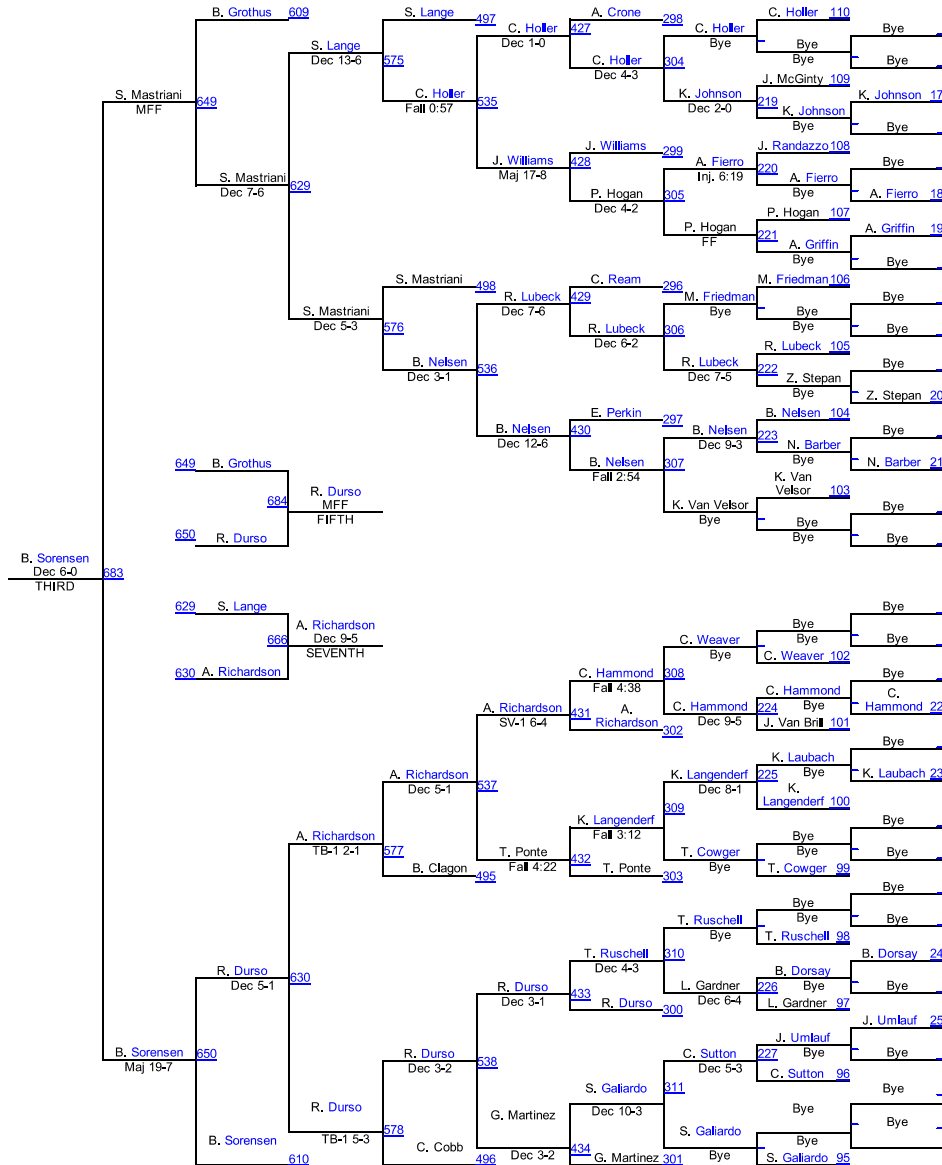 B. Grothus 609
S. Lange 497
A. Crone 298
C. Holler 110
Bye
C. Holler 427
Dec 1-0
C. Holler
Bye
Bye
Bye
Bye
S. Lange
Dec 13-6
575
C. Holler
Dec 4-3
304
J. McGinty 109
K. Johnson 17
S. Mastriani
MFF
649
C. Holler
Fall 0:57
535
K. Johnson
Dec 2-0
219
K. Johnson
Bye
Bye
J. Williams 299
J. Randazzo 108
Bye
J. Williams
Maj 17-8
428
A. Fierro
Inj. 6:19
220
A. Fierro
Bye
A. Fierro 18
S. Mastriani
Dec 7-6
629
P. Hogan
Dec 4-2
305
P. Hogan 107
A. Griffin 19
P. Hogan
FF
221
A. Griffin
Bye
Bye
S. Mastriani 498
C. Ream 296
M. Friedman 106
Bye
R. Lubeck
Dec 7-6
429
M. Friedman
Bye
Bye
Bye
Bye
S. Mastriani
Dec 5-3
576
R. Lubeck
Dec 6-2
306
R. Lubeck 105
Bye
B. Nelsen
Dec 3-1
536
R. Lubeck
Dec 7-5
222
Z. Stepan
Bye
Z. Stepan 20
E. Perkin 297
B. Nelsen 104
Bye
B. Nelsen
Dec 12-6
430
B. Nelsen
Dec 9-3
223
N. Barber
Bye
N. Barber 21
B. Nelsen
Fall 2:54
307
K. Van
Velsor 103
Bye
K. Van Velsor
Bye
Bye
Bye
Bye
649 B. Grothus
684
R. Durso
MFF
FIFTH
650 R. Durso
B. Sorensen
Dec 6-0
THIRD
683
629 S. Lange
666
A. Richardson
Dec 9-5
SEVENTH
630 A. Richardson
Bye
C. Weaver
Bye
Bye
Bye
Bye
C. Weaver 102
C. Hammond
Fall 4:38
308
Bye
A. Richardson
SV-1 6-4
431
C. Hammond
Dec 9-5
224
C. Hammond
Bye
C.
Hammond 22
A.
Richardson 302
J. Van Brill 101
Bye
A. Richardson
Dec 5-1
537
K. Langenderf
Dec 8-1
225
K. Laubach
Bye
K. Laubach 23
K.
Langenderf 100
K. Langenderf
Fall 3:12
309
Bye
A. Richardson
TB-1 2-1
577
T. Ponte
Fall 4:22
432
T. Cowger
Bye
Bye
Bye
Bye
B. Clagon 495
T. Ponte 303
T. Cowger 99
Bye
T. Ruschell
Bye
Bye
Bye
Bye
T. Ruschell 98
T. Ruschell
Dec 4-3
310
B. Dorsay 24
R. Durso
Dec 5-1
630
R. Durso
Dec 3-1
433
L. Gardner
Dec 6-4
226
B. Dorsay
Bye
Bye
R. Durso 300
L. Gardner 97
J. Umlauf 25
B. Sorensen
Maj 19-7
650
R. Durso
Dec 3-2
538
C. Sutton
Dec 5-3
227
J. Umlauf
Bye
Bye
C. Sutton 96
S. Galiardo
Dec 10-3
311
Bye
R. Durso
TB-1 5-3
578
G. Martinez
Dec 3-2
434
S. Galiardo
Bye
Bye
Bye
Bye
B. Sorensen
610
C. Cobb
496
G. Martinez 301
S. Galiardo 95